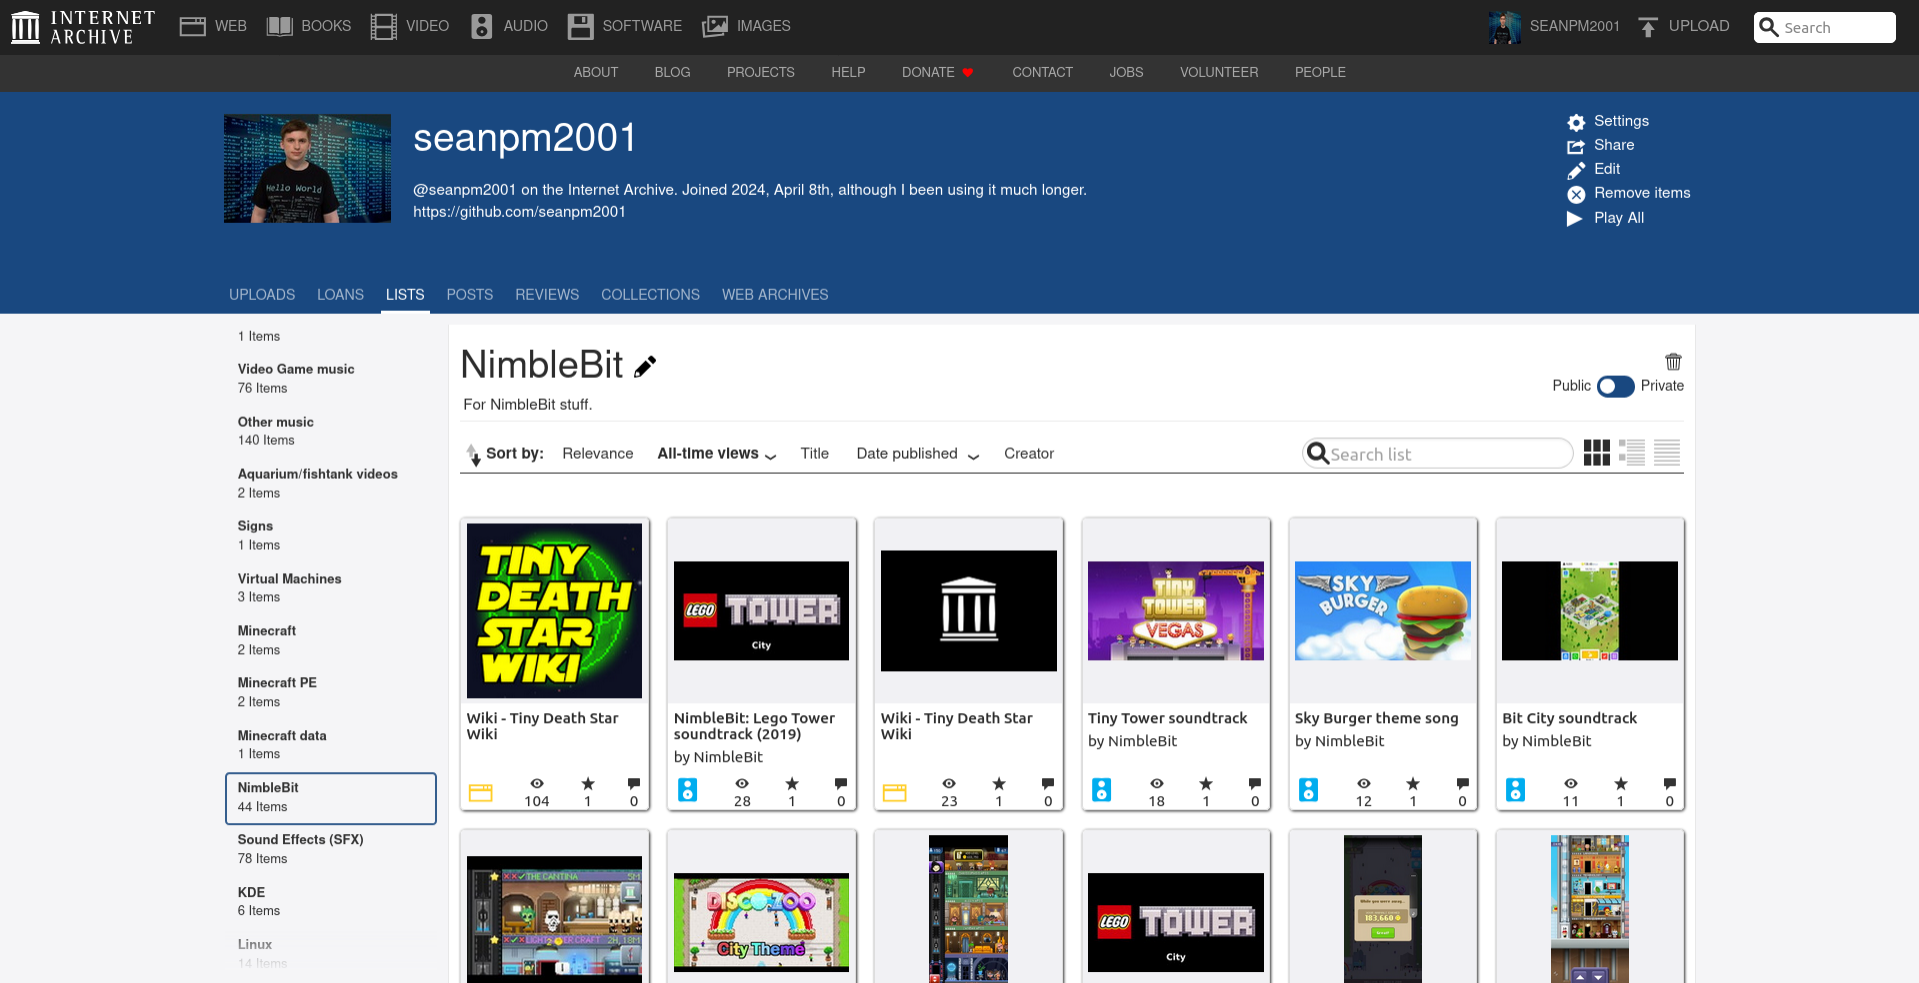 INTERNET ARCHIVE
WEB
BOOKS
VIDEO
AUDIO
SOFTWARE
IMAGES
SEANPM2001
UPLOAD
Search
ABOUT
BLOG
PROJECTS
HELP
DONATE
CONTACT
JOBS
VOLUNTEER
PEOPLE
Hello World
seanpm2001
@seanpm2001 on the Internet Archive. Joined 2024, April 8th, although I been using it much longer.
https://github.com/seanpm2001
Settings
Share
Edit
Remove items
Play All
UPLOADS
LOANS
LISTS
POSTS
REVIEWS
COLLECTIONS
WEB ARCHIVES
1 Items
Video Game music
76 Items
Other music
140 Items
Aquarium/fishtank videos
2 Items
Signs
1 Items
Virtual Machines
3 Items
Minecraft
2 Items
Minecraft PE
2 Items
Minecraft data
1 Items
NimbleBit
44 Items
Sound Effects (SFX)
78 Items
KDE
6 Items
Linux
14 Items
NimbleBit
For NimbleBit stuff.
Public
Private
Sort by:
Relevance
All-time views
Title
Date published
Creator
Search list
TINY
DEATH
STAR
WIKI
Wiki - Tiny Death Star
Wiki
104
1
0
LEGO TOWER
City
NimbleBit: Lego Tower
soundtrack (2019)
by NimbleBit
28
1
0
Wiki - Tiny Death Star
Wiki
23
1
0
TINY
TOWER
VEGAS
Tiny Tower soundtrack
by NimbleBit
18
1
0
SKY
BURGER
Sky Burger theme song
by NimbleBit
12
1
0
Bit City soundtrack
by NimbleBit
11
1
0
THE CANTINA
5M
2H, 18M
DISCO ZOO
City Theme
LEGO TOWER
City
183,660